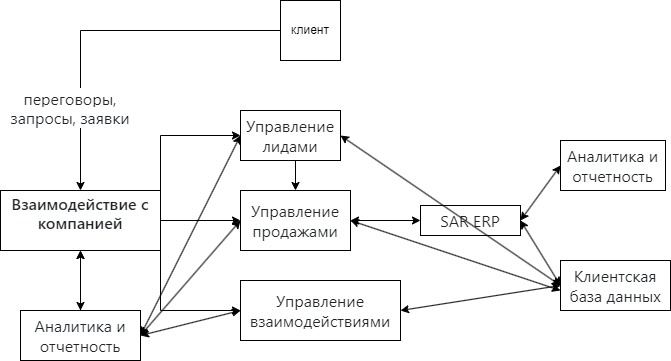 клиент
переговоры,
запросы, заявки
Управление
лидами
Аналитика и
отчетность
Взаимодействие с
компанией
Управление
продажами
SAR ERP
Клиентская
база данных
Управление
взаимодействиями
Аналитика и
отчетность